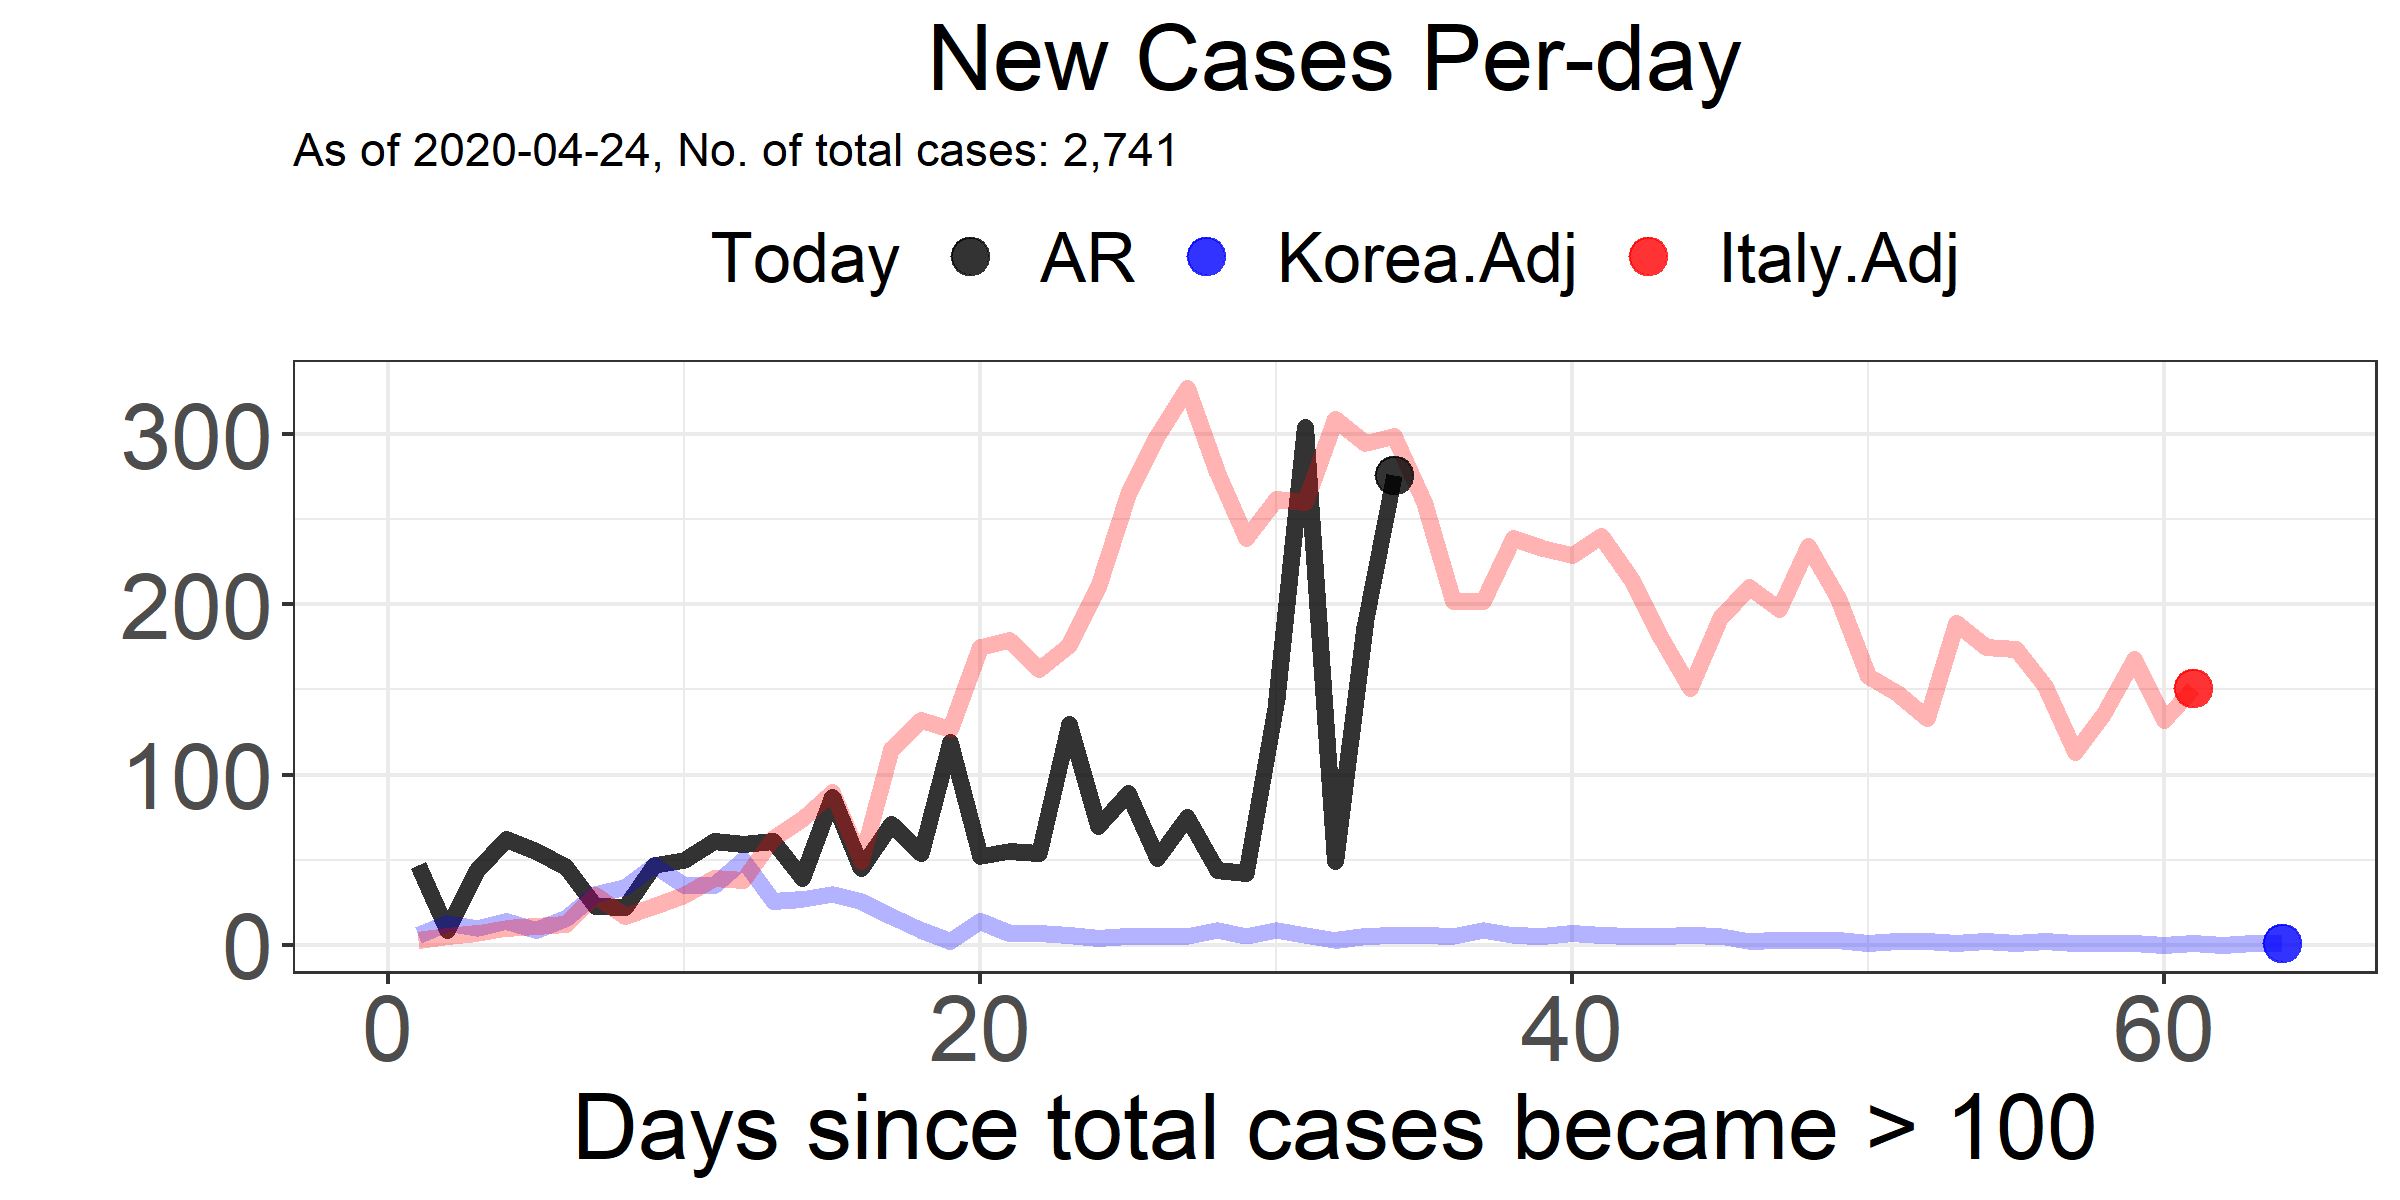 New Cases Per-day
As of 2020-04-24, No. of total cases: 2,741
Today AR Korea.Adj Italy.Adj
300
200
100
0
0 20 40 60
Days since total cases became > 100